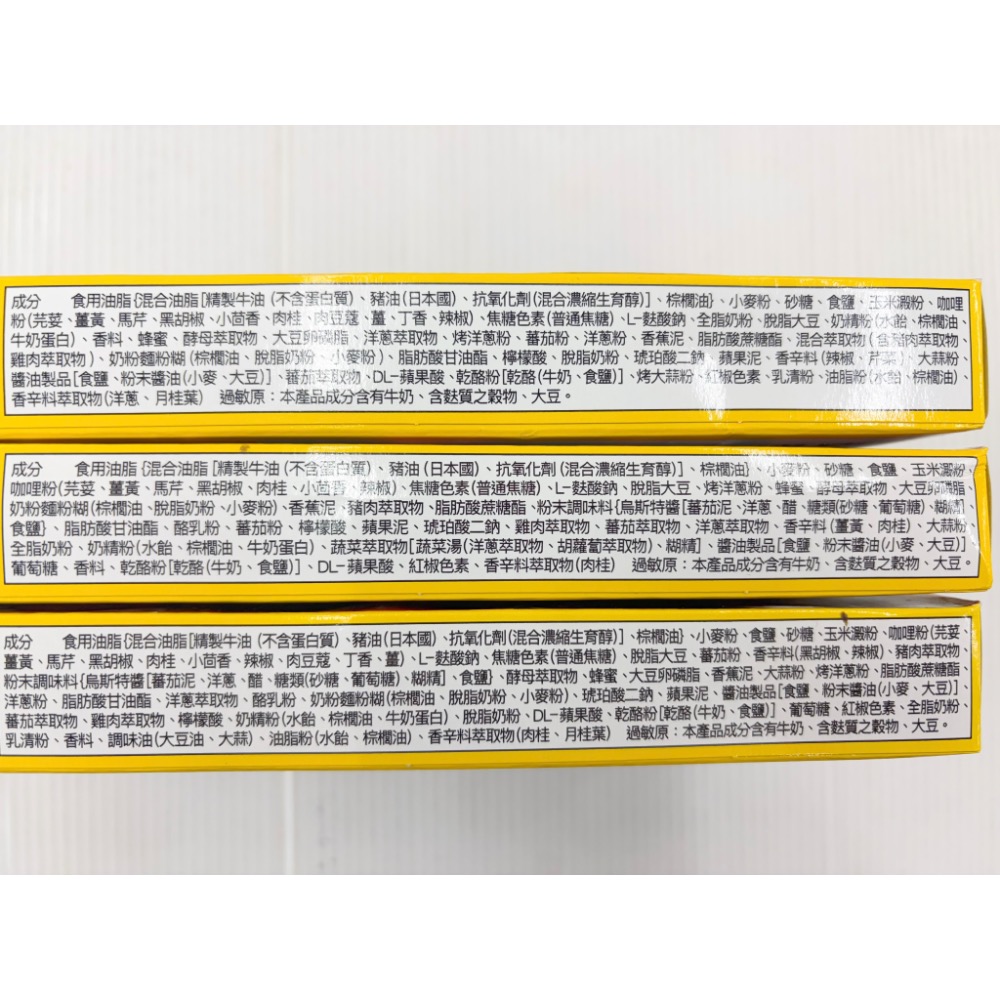 成分　食用油脂{混合油脂[精製牛油 (不含蛋白質)、豬油(日本國)、抗氧化劑(混合濃縮生育醇)]、棕櫚油}、小麥粉、砂糖、食鹽、玉米澱粉、咖哩
粉(芫荽、薑黃、馬芹、黑胡椒、小茴香、肉桂、肉豆蔻、薑、丁香、辣椒)、焦糖色素(普通焦糖)、L-麩酸鈉、全脂奶粉、脫脂大豆、奶精粉(水飴、棕櫚油、
牛奶蛋白)、香料、蜂蜜、酵母萃取物、大豆卵磷脂、洋蔥萃取物、烤洋蔥粉、蕃茄粉、洋蔥粉、香蕉泥、脂肪酸蔗糖酯、混合萃取物(含豬肉萃取物、
雞肉萃取物)、奶粉麵粉糊(棕櫚油、脫脂奶粉、小麥粉)、脂肪酸甘油酯、檸檬酸、脫脂奶粉、琥珀酸二鈉、蘋果泥、香辛料(辣椒、芹菜)、大蒜粉、
醬油製品[食鹽、粉末醬油(小麥、大豆)]、蕃茄萃取物、DL-蘋果酸、乾酪粉[乾酪(牛奶、食鹽)]、烤大蒜粉、紅椒色素、乳清粉、油脂粉(水飴、棕櫚油)、
香辛料萃取物(洋蔥、月桂葉)　過敏原：本產品成分含有牛奶、含麩質之穀物、大豆。
成分　食用油脂{混合油脂[精製牛油 (不含蛋白質)、豬油(日本國)、抗氧化劑(混合濃縮生育醇)]、棕櫚油}、小麥粉、砂糖、食鹽、玉米澱粉、
咖哩粉(芫荽、薑黃、馬芹、黑胡椒、肉桂、小茴香、辣椒)、焦糖色素(普通焦糖)、L-麩酸鈉、脫脂大豆、烤洋蔥粉、蜂蜜、酵母萃取物、大豆卵磷脂、
奶粉麵粉糊(棕櫚油、脫脂奶粉、小麥粉)、香蕉泥、豬肉萃取物、脂肪酸蔗糖酯、粉末調味料{烏斯特醬[蕃茄泥、洋蔥、醋、糖類(砂糖、葡萄糖)、糊精]、
食鹽}、脂肪酸甘油酯、酪乳粉、蕃茄粉、檸檬酸、蘋果泥、琥珀酸二鈉、雞肉萃取物、蕃茄萃取物、洋蔥萃取物、香辛料(薑黃、肉桂)、大蒜粉、
全脂奶粉、奶精粉(水飴、棕櫚油、牛奶蛋白)、蔬菜萃取物[蔬菜湯(洋蔥萃取物、胡蘿蔔萃取物)、糊精]、醬油製品[食鹽、粉末醬油(小麥、大豆)]、
葡萄糖、香料、乾酪粉[乾酪(牛奶、食鹽)]、DL-蘋果酸、紅椒色素、香辛料萃取物(肉桂)　過敏原：本產品成分含有牛奶、含麩質之穀物、大豆。
成分　食用油脂{混合油脂[精製牛油 (不含蛋白質)、豬油(日本國)、抗氧化劑(混合濃縮生育醇)]、棕櫚油}、小麥粉、食鹽、砂糖、玉米澱粉、咖哩粉(芫荽、
薑黃、馬芹、黑胡椒、肉桂、小茴香、辣椒、肉豆蔻、丁香、薑)、L-麩酸鈉、焦糖色素(普通焦糖)、脫脂大豆、蕃茄粉、香辛料(黑胡椒、辣椒)、豬肉萃取物、
粉末調味料{烏斯特醬[蕃茄泥、洋蔥、醋、糖類(砂糖、葡萄糖)、糊精]、食鹽}、酵母萃取物、蜂蜜、大豆卵磷脂、香蕉泥、大蒜粉、烤洋蔥粉、脂肪酸蔗糖酯、
洋蔥粉、脂肪酸甘油酯、洋蔥萃取物、酪乳粉、奶粉麵粉糊(棕櫚油、脫脂奶粉、小麥粉)、琥珀酸二鈉、蘋果泥、醬油製品[食鹽、粉末醬油(小麥、大豆)]、
蕃茄萃取物、雞肉萃取物、檸檬酸、奶精粉(水飴、棕櫚油、牛奶蛋白)、脫脂奶粉、DL-蘋果酸、乾酪粉[乾酪(牛奶、食鹽)]、葡萄糖、紅椒色素、全脂奶粉、
乳清粉、香料、調味油(大豆油、大蒜)、油脂粉(水飴、棕櫚油)、香辛料萃取物(肉桂、月桂葉)　過敏原：本產品成分含有牛奶、含麩質之穀物、大豆。